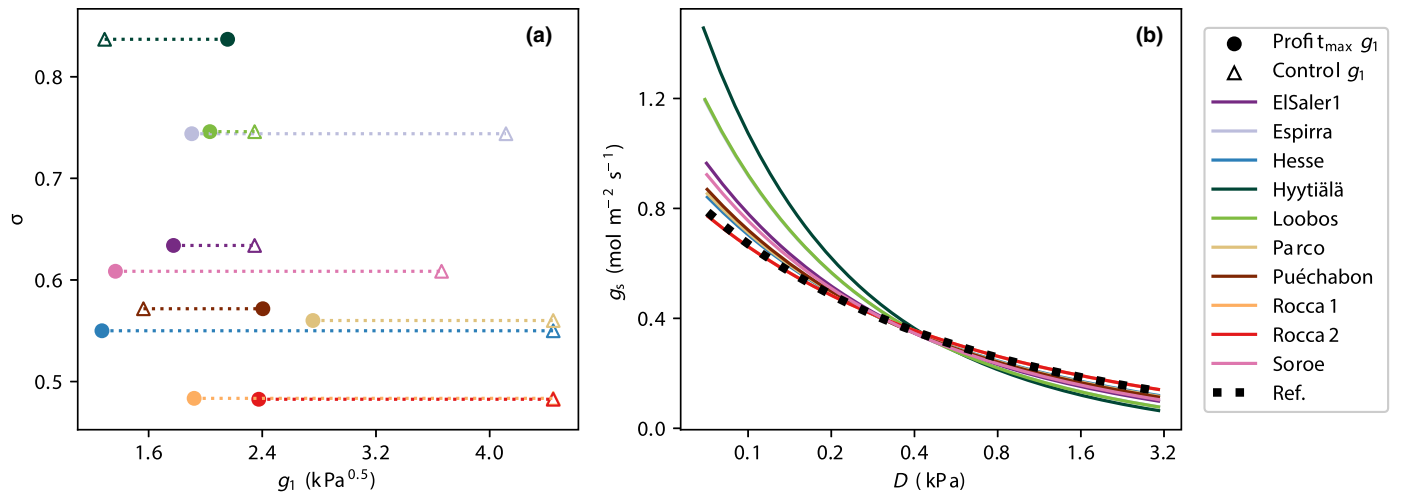 (a)
0.8
0.7
0.6
0.5
σ
1.6 2.4 3.2 4.0
g₁ (kPa⁰·⁵)
(b)
1.2
0.8
0.4
0.0
gₛ (mol m⁻² s⁻¹)
0.1 0.2 0.4 0.8 1.6 3.2
D (kPa)
Profitₘₐₓ g₁
Control g₁
ElSaler1
Espirra
Hesse
Hyytiälä
Loobos
Parco
Puéchabon
Rocca 1
Rocca 2
Soroe
Ref.